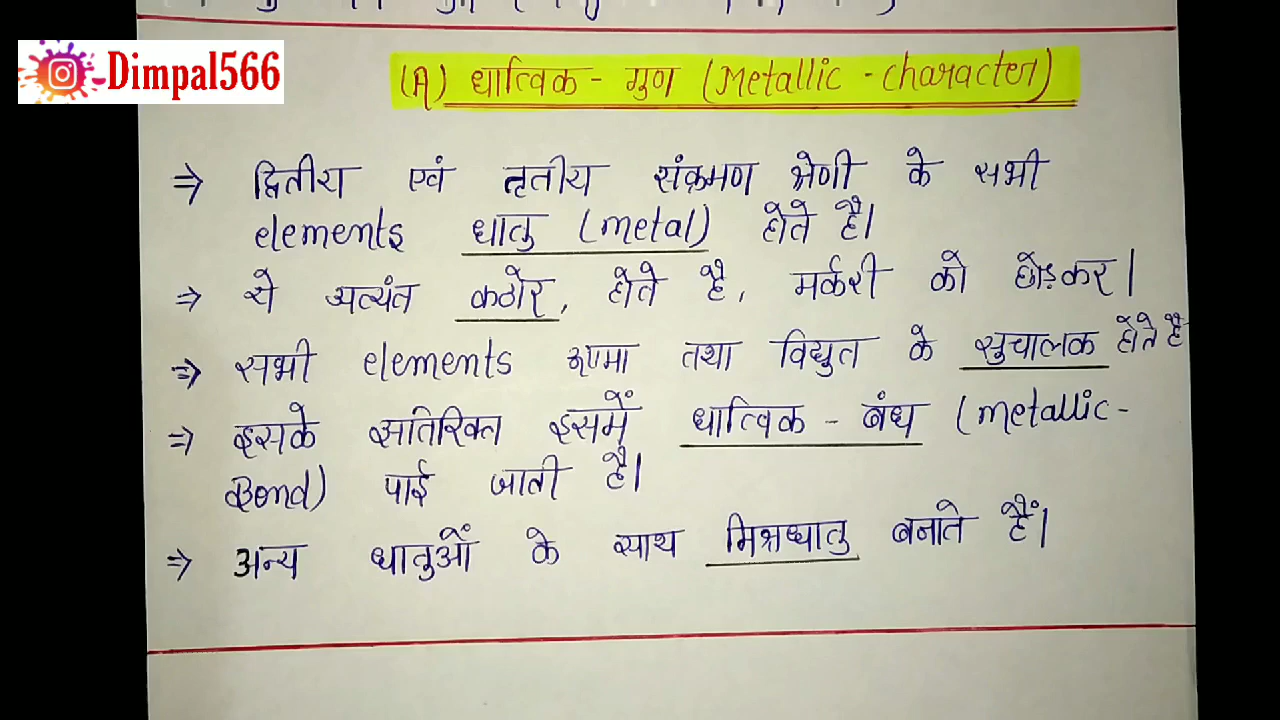 Dimpal566
(A) धात्विक - गुण (Metallic - character)
⇒ द्वितीय एवं तृतीय संक्रमण श्रेणी के सभी
elements धातु (metal) होते है।
⇒ ये अत्यंत कठोर, होते है, मर्करी को छोड़कर।
⇒ सभी elements ऊष्मा तथा विद्युत के सुचालक होते है
⇒ इसके अतिरिक्त इसमें धात्विक - बंध (metallic-
Bond) पाई जाती है।
⇒ अन्य धातुओं के साथ मिश्रधातु बनाते हैं।